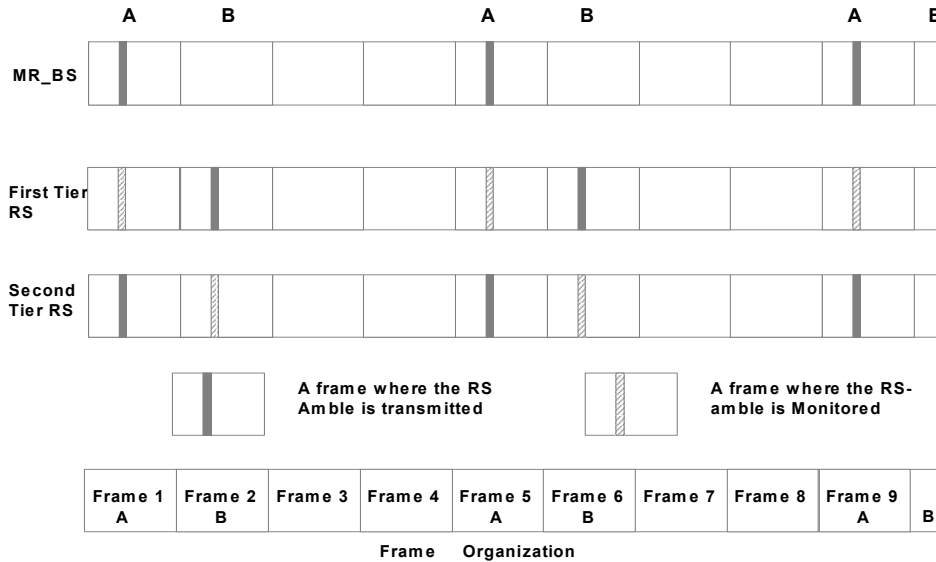 A B A B A B
MR_BS
First Tier
RS
Second
Tier RS
A frame where the RS
Amble is transmitted
A frame where the RS-
amble is Monitored
Frame 1 Frame 2 Frame 3 Frame 4 Frame 5 Frame 6 Frame 7 Frame 8 Frame 9
A B A B A B
Frame Organization